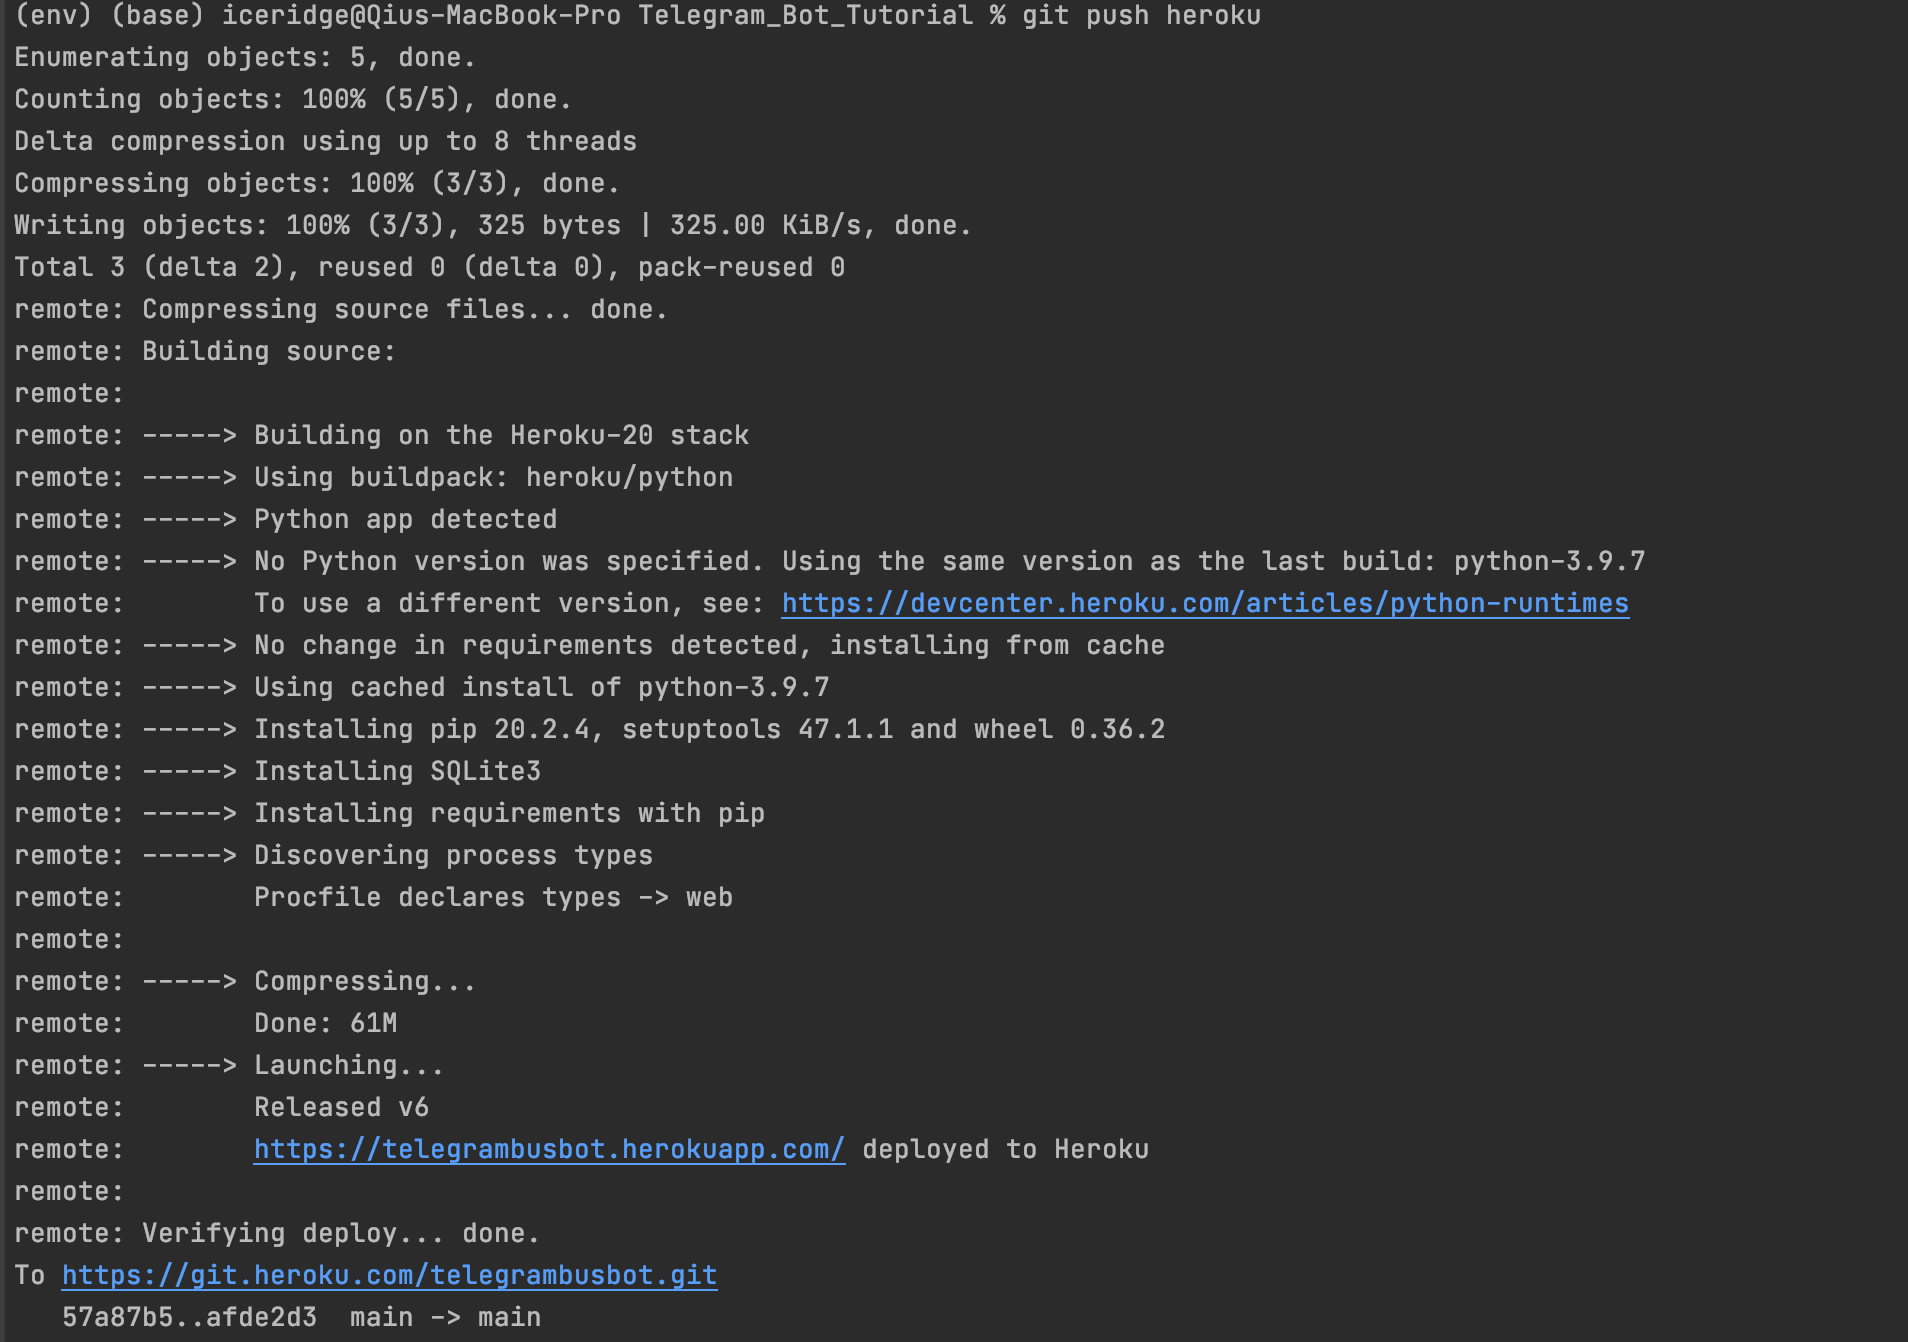 (env) (base) iceridge@Qius-MacBook-Pro Telegram_Bot_Tutorial % git push heroku
Enumerating objects: 5, done.
Counting objects: 100% (5/5), done.
Delta compression using up to 8 threads
Compressing objects: 100% (3/3), done.
Writing objects: 100% (3/3), 325 bytes | 325.00 KiB/s, done.
Total 3 (delta 2), reused 0 (delta 0), pack-reused 0
remote: Compressing source files... done.
remote: Building source:
remote:
remote: -----> Building on the Heroku-20 stack
remote: -----> Using buildpack: heroku/python
remote: -----> Python app detected
remote: -----> No Python version was specified. Using the same version as the last build: python-3.9.7
remote:        To use a different version, see: https://devcenter.heroku.com/articles/python-runtimes
remote: -----> No change in requirements detected, installing from cache
remote: -----> Using cached install of python-3.9.7
remote: -----> Installing pip 20.2.4, setuptools 47.1.1 and wheel 0.36.2
remote: -----> Installing SQLite3
remote: -----> Installing requirements with pip
remote: -----> Discovering process types
remote:        Procfile declares types -> web
remote:
remote: -----> Compressing...
remote:        Done: 61M
remote: -----> Launching...
remote:        Released v6
remote:        https://telegrambusbot.herokuapp.com/ deployed to Heroku
remote:
remote: Verifying deploy... done.
To https://git.heroku.com/telegrambusbot.git
   57a87b5..afde2d3  main -> main